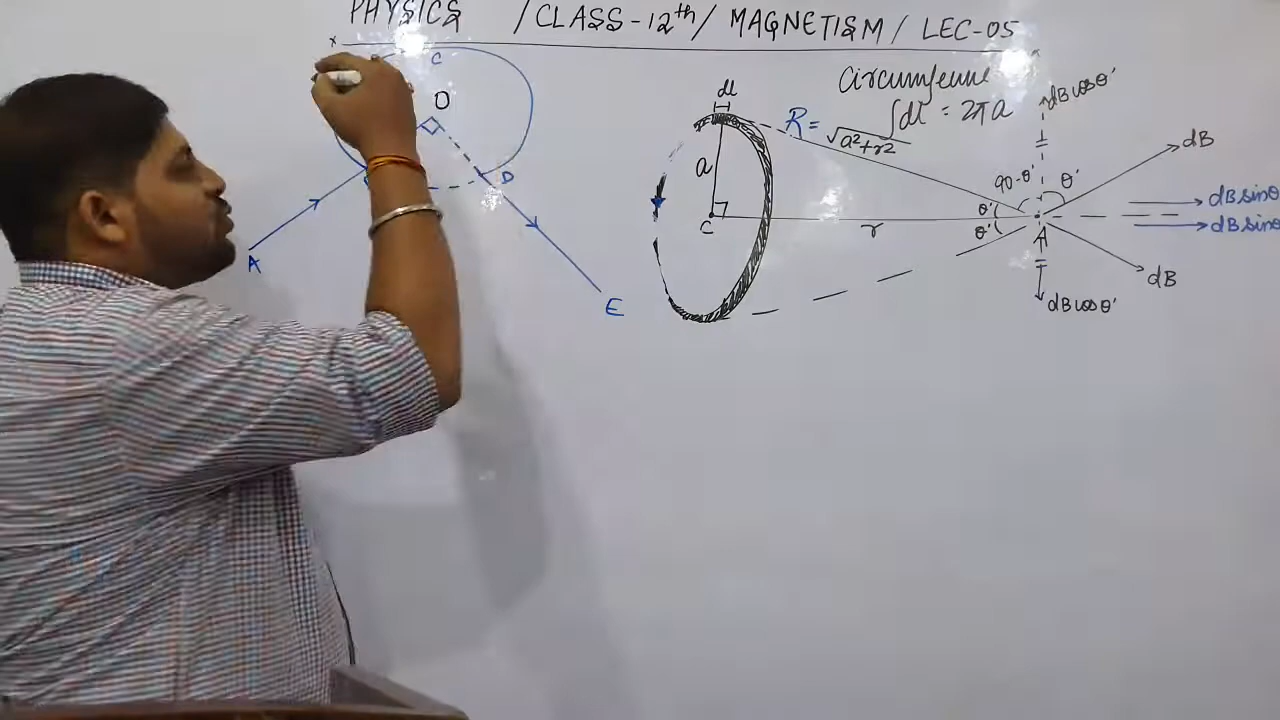 PHYSICS / CLASS-12th / MAGNETISM / LEC-05
C
O
D
A
E
dl
a
C
R = √a²+r²
r
Circumference
∫dl = 2πa
dB cosθ'
dB
90-θ'
θ'
θ'
θ'
A
dB sinθ
dB sinθ
dB
dB cosθ'